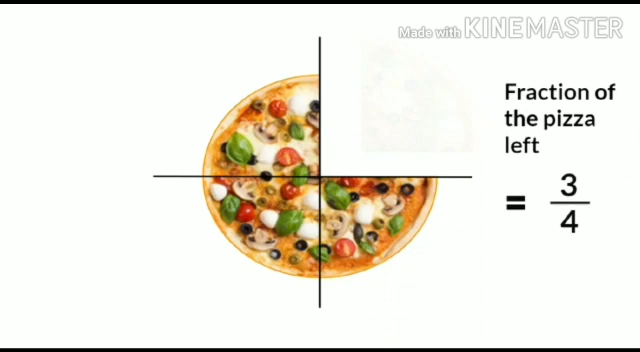 Made with KINEMASTER
Fraction of
the pizza
left
= 3/4